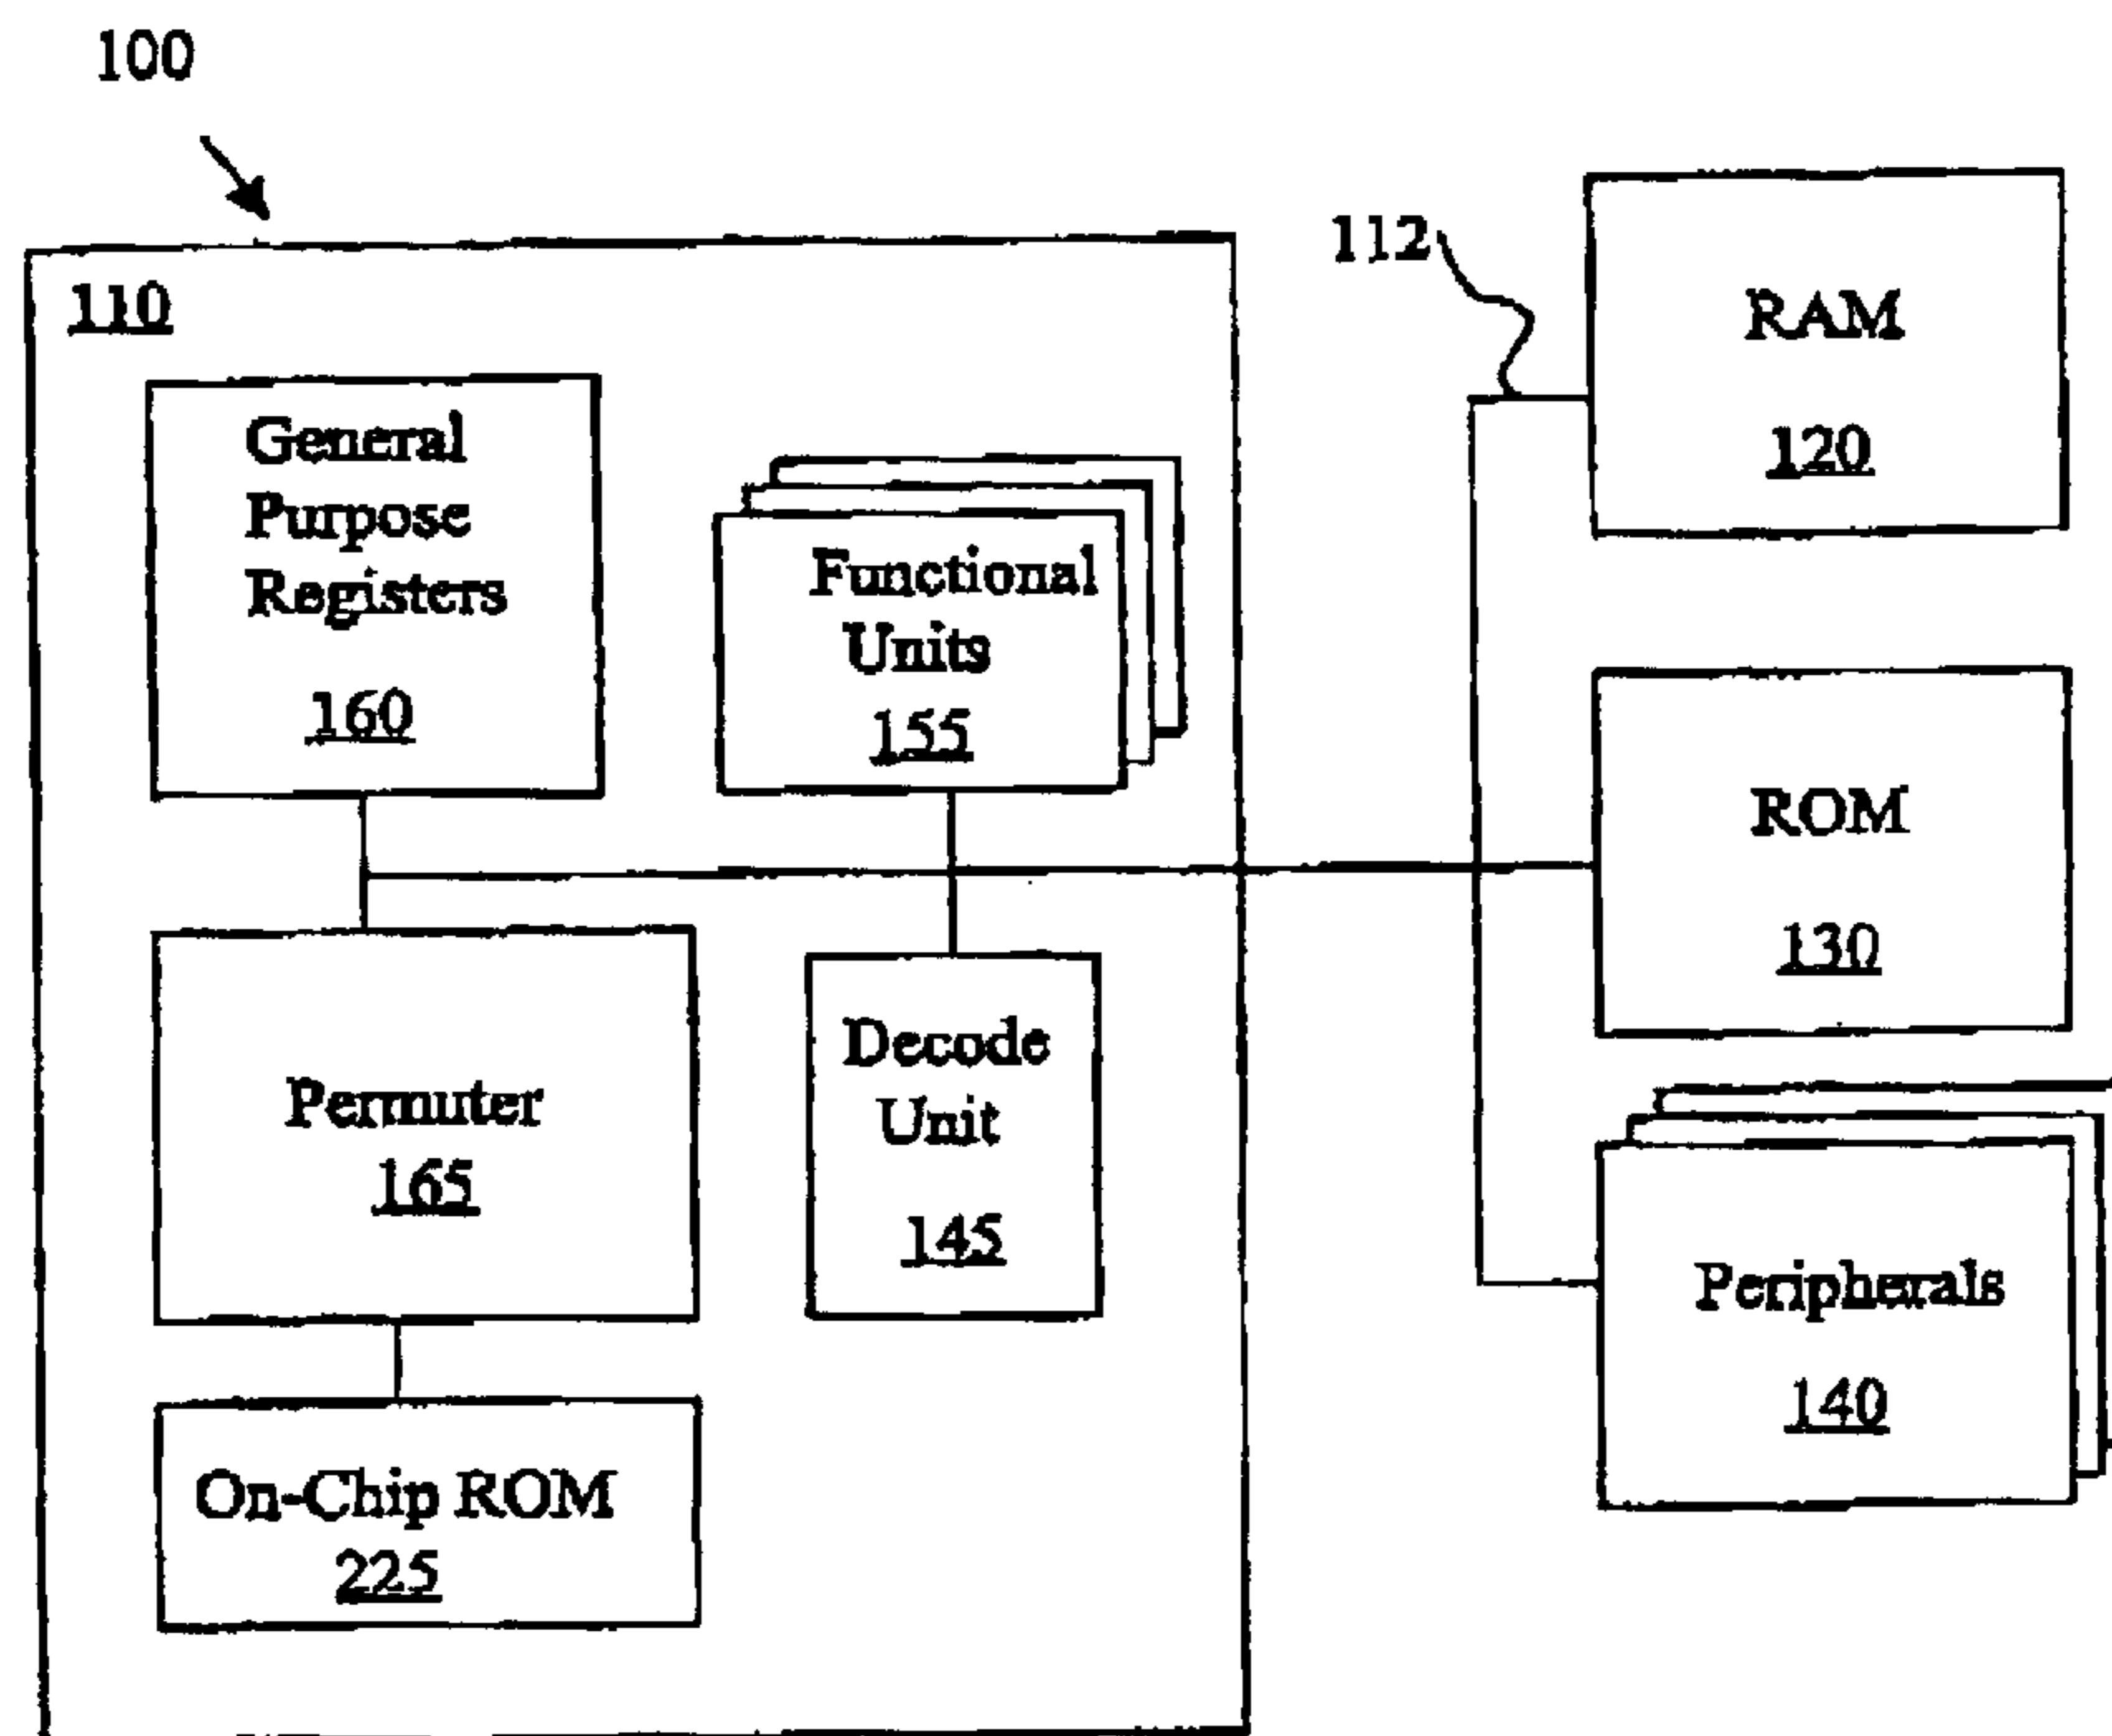 100
110
General
Purpose
Registers
160
Functional
Units
155
Permuter
165
Decode
Unit
145
On-Chip ROM
225
112
RAM
120
ROM
130
Peripherals
140